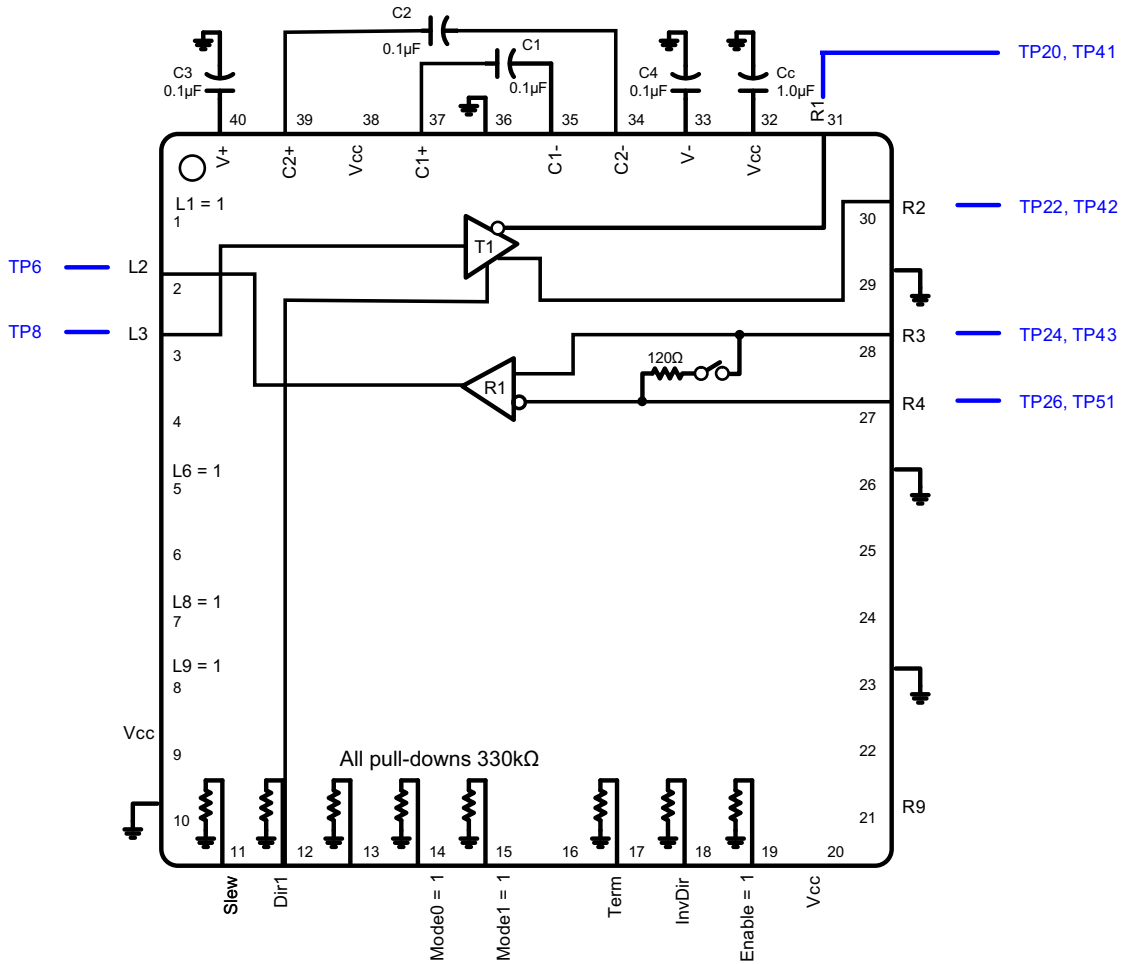 C2
0.1µF
C1
0.1µF
C3
0.1µF
C4
0.1µF
Cc
1.0µF
R1
TP20, TP41
40
39
38
37
36
35
34
33
32
31
V+
C2+
Vcc
C1+
C1-
C2-
V-
Vcc
L1 = 1
1
T1
30
R2
TP22, TP42
TP6
L2
2
29
TP8
L3
3
R3
TP24, TP43
28
120Ω
R1
R4
TP26, TP51
27
4
L6 = 1
5
26
6
25
L8 = 1
7
24
L9 = 1
8
23
Vcc
9
22
All pull-downs 330kΩ
10
R9
21
11
12
13
14
15
16
17
18
19
20
Slew
Dir1
Mode0 = 1
Mode1 = 1
Term
InvDir
Enable = 1
Vcc